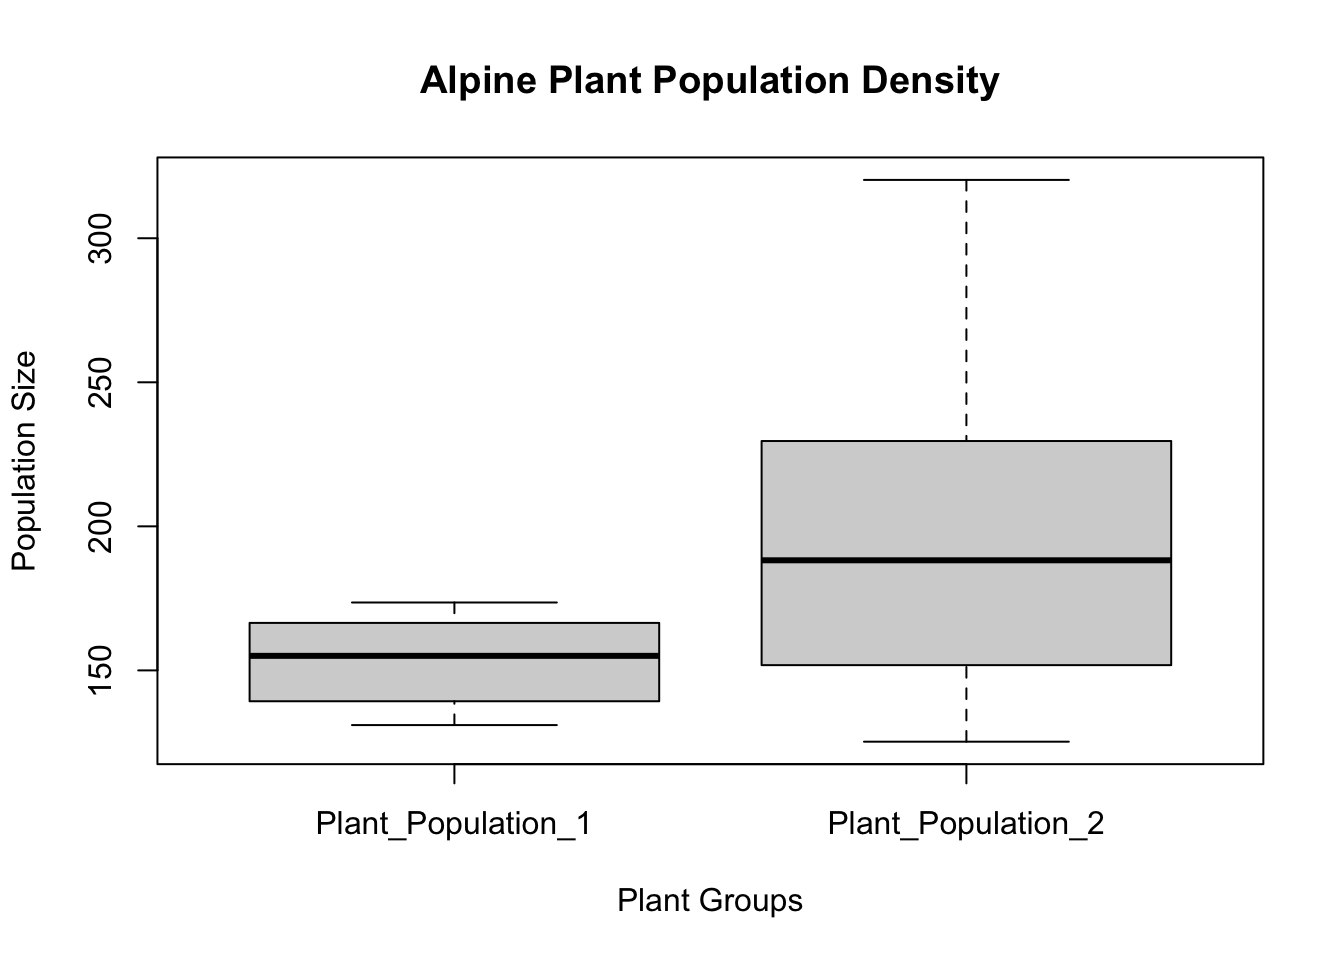 Alpine Plant Population Density
Population Size
300
250
200
150
Plant_Population_1
Plant_Population_2
Plant Groups